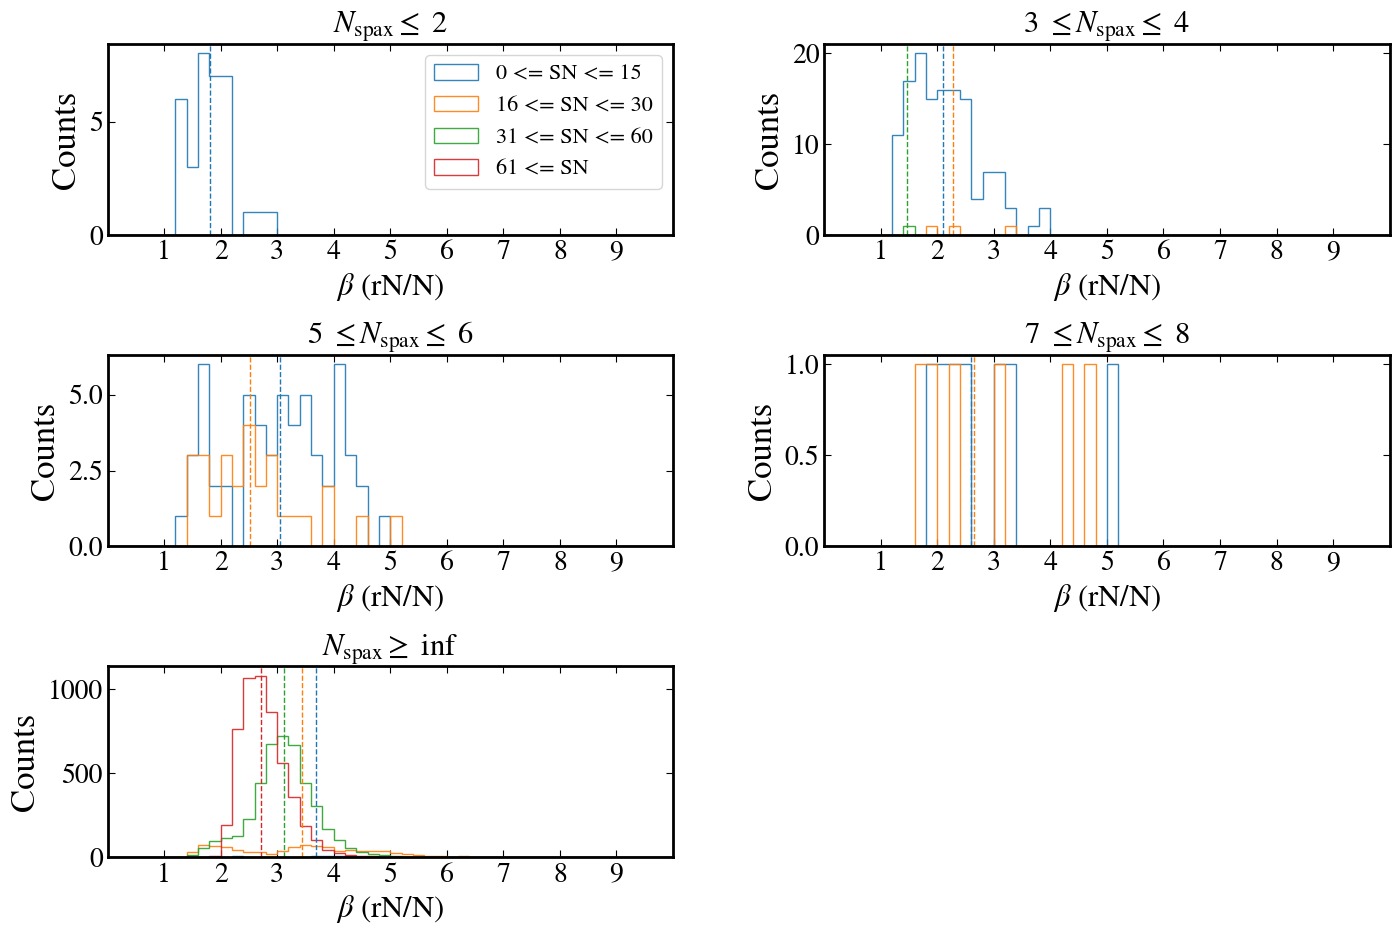 N_spax ≤ 2
Counts
5
0
0 <= SN <= 15
16 <= SN <= 30
31 <= SN <= 60
61 <= SN
1 2 3 4 5 6 7 8 9
β (rN/N)
3 ≤ N_spax ≤ 4
Counts
20
10
0
1 2 3 4 5 6 7 8 9
β (rN/N)
5 ≤ N_spax ≤ 6
Counts
5.0
2.5
0.0
1 2 3 4 5 6 7 8 9
β (rN/N)
7 ≤ N_spax ≤ 8
Counts
1.0
0.5
0.0
1 2 3 4 5 6 7 8 9
β (rN/N)
N_spax ≥ inf
Counts
1000
500
0
1 2 3 4 5 6 7 8 9
β (rN/N)